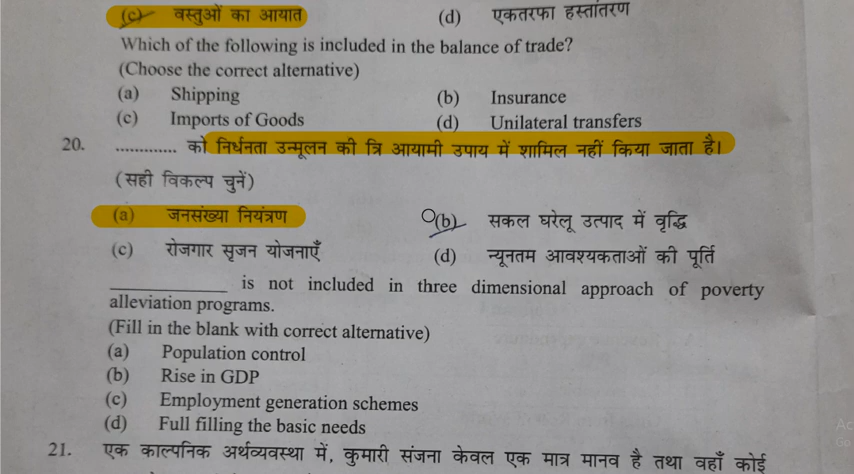 (c) वस्तुओं का आयात (d) एकतरफा हस्तांतरण
Which of the following is included in the balance of trade?
(Choose the correct alternative)
(a) Shipping (b) Insurance
(c) Imports of Goods (d) Unilateral transfers
20. ............. को निर्धनता उन्मूलन की त्रि आयामी उपाय में शामिल नहीं किया जाता है।
(सही विकल्प चुनें)
(a) जनसंख्या नियंत्रण (b) सकल घरेलू उत्पाद में वृद्धि
(c) रोजगार सृजन योजनाएँ (d) न्यूनतम आवश्यकताओं की पूर्ति
____________ is not included in three dimensional approach of poverty
alleviation programs.
(Fill in the blank with correct alternative)
(a) Population control
(b) Rise in GDP
(c) Employment generation schemes
(d) Full filling the basic needs
21. एक काल्पनिक अर्थव्यवस्था में, कुमारी संजना केवल एक मात्र मानव है तथा वहाँ कोई